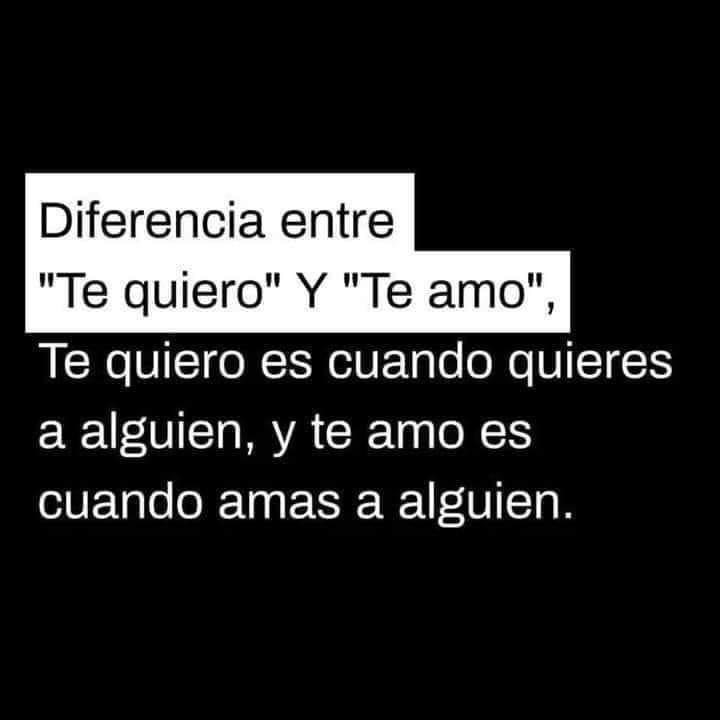 Diferencia entre
"Te quiero" Y "Te amo",
Te quiero es cuando quieres
a alguien, y te amo es
cuando amas a alguien.